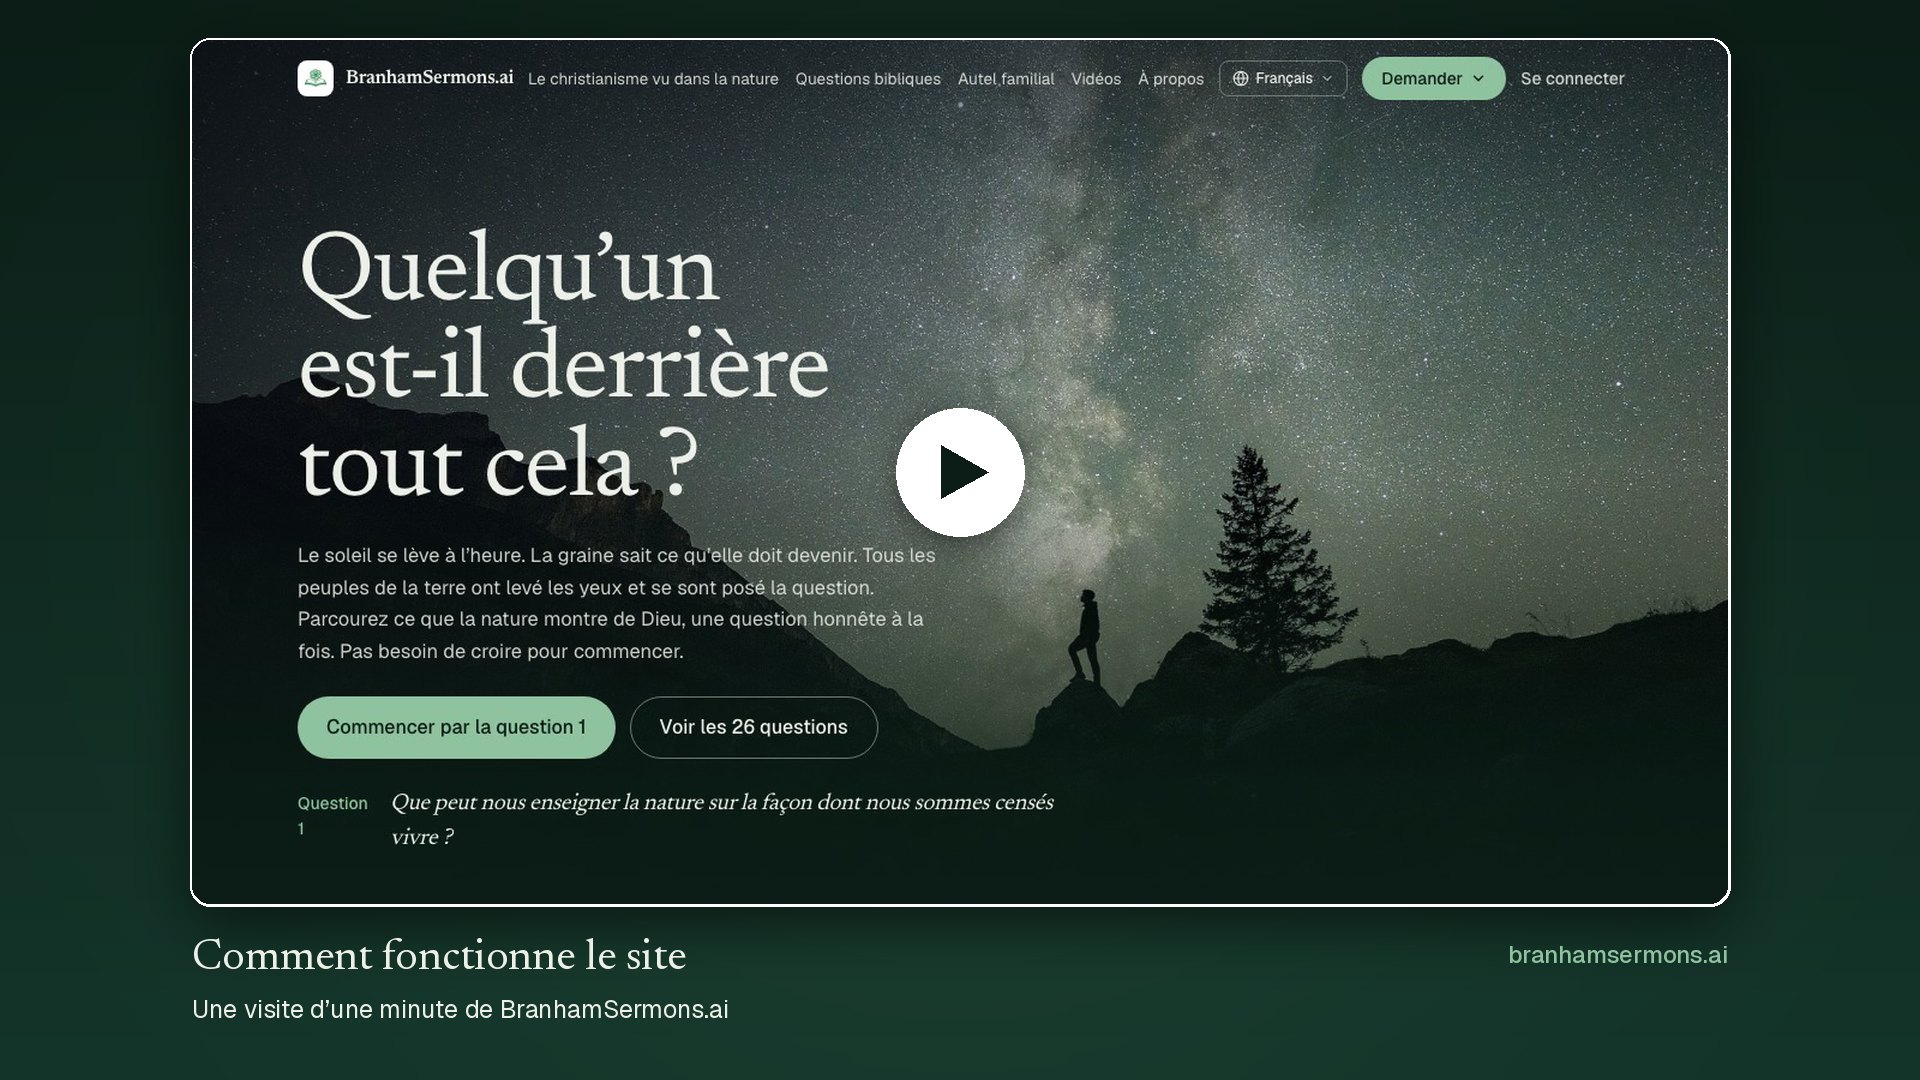 BranhamSermons.ai Le christianisme vu dans la nature Questions bibliques Autel familial Vidéos À propos Français Demander Se connecter
Quelqu’un
est-il derrière
tout cela ?
Le soleil se lève à l’heure. La graine sait ce qu’elle doit devenir. Tous les
peuples de la terre ont levé les yeux et se sont posé la question.
Parcourez ce que la nature montre de Dieu, une question honnête à la
fois. Pas besoin de croire pour commencer.
Commencer par la question 1 Voir les 26 questions
Question
1
Que peut nous enseigner la nature sur la façon dont nous sommes censés
vivre ?
Comment fonctionne le site
branhamsermons.ai
Une visite d’une minute de BranhamSermons.ai